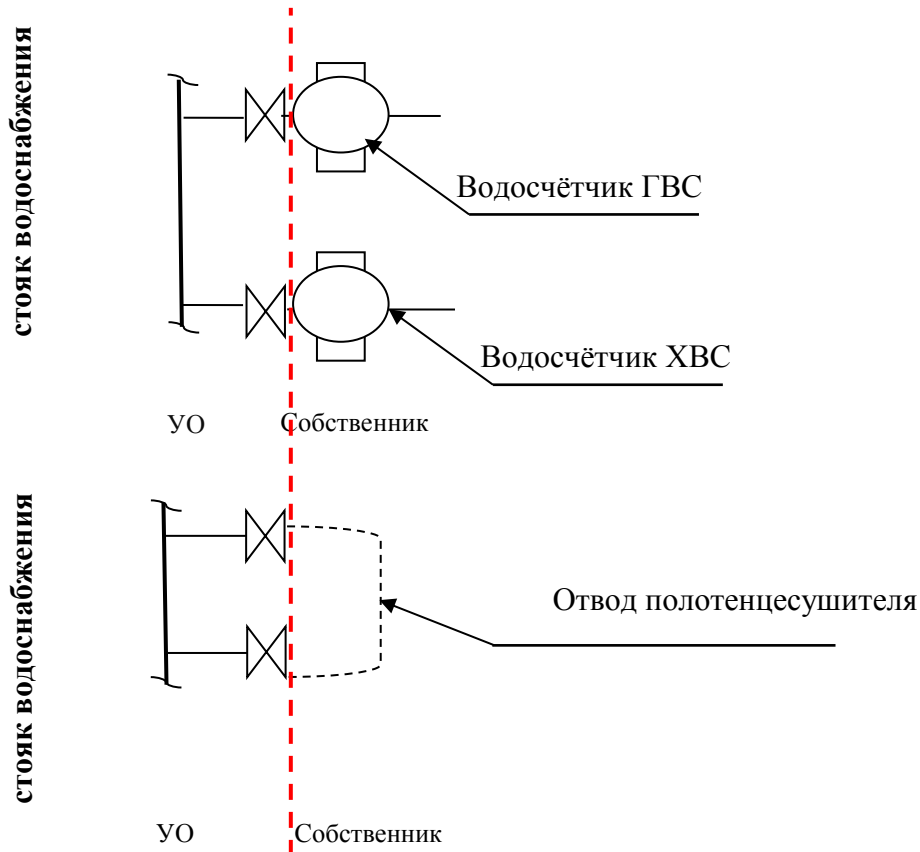 стояк водоснабжения
Водосчётчик ГВС
Водосчётчик ХВС
УО
Собственник
стояк водоснабжения
Отвод полотенцесушителя
УО
Собственник